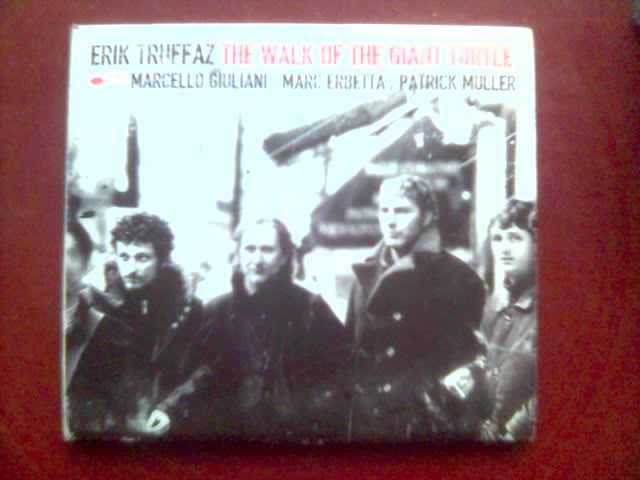 ERIK TRUFFAZ THE WALK OF THE GIANT TURTLE
MARCELLO GIULIANI . MARC ERBETTA . PATRICK MULLER